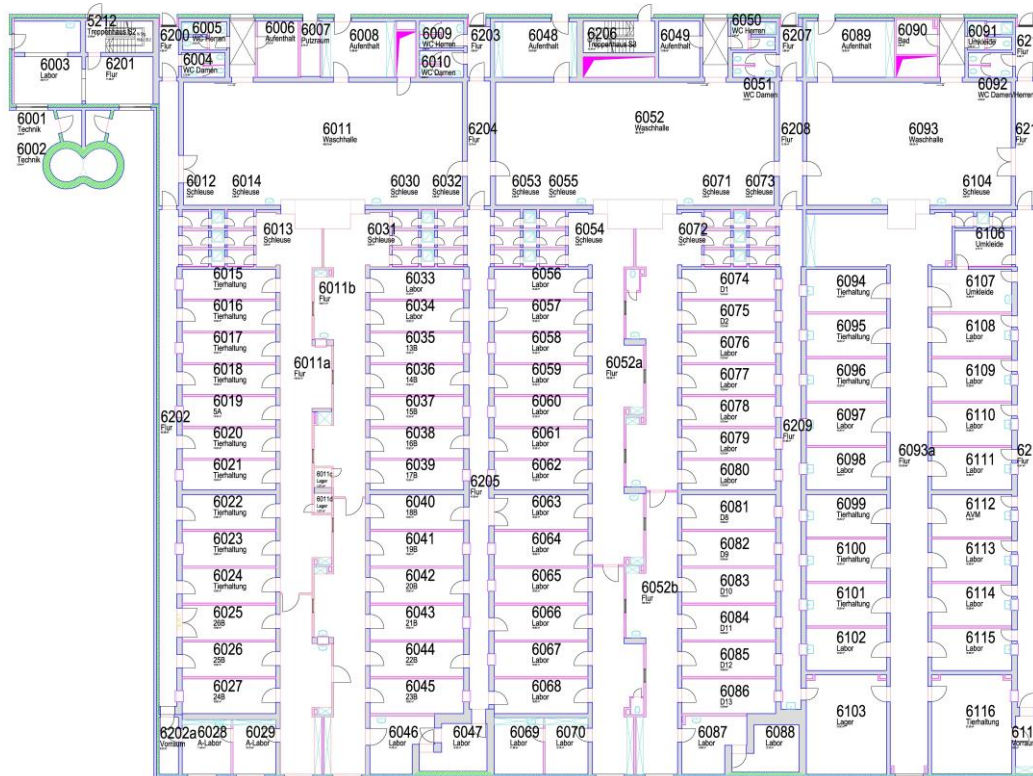 5212
Treppenhaus S2
6200
Flur
6005
WC Herren
6006
Aufenthalt
6007
Putzraum
6008
Aufenthalt
6009
WC Herren
6203
Flur
6048
Aufenthalt
6206
Treppenhaus S3
6049
Aufenthalt
6050
WC Herren
6207
Flur
6089
Aufenthalt
6090
Bad
6091
Umkleide
Flur
6003
Labor
6201
Flur
6004
WC Damen
6010
WC Damen
6051
WC Damen
6092
WC Damen/Herren
6001
Technik
6002
Technik
6011
Waschhalle
6204
Flur
6052
Waschhalle
6208
Flur
6093
Waschhalle
Flur
6012
Schleuse
6014
Schleuse
6030
Schleuse
6032
Schleuse
6053
Schleuse
6055
Schleuse
6071
Schleuse
6073
Schleuse
6104
Schleuse
6013
Schleuse
6031
Schleuse
6054
Schleuse
6072
Schleuse
6106
Umkleide
6015
Tierhaltung
6011b
Flur
6033
Labor
6056
Labor
6074
D1
6094
Tierhaltung
6107
Umkleide
6016
Tierhaltung
6034
Labor
6057
Labor
6075
D2
6095
Tierhaltung
6108
Labor
6017
Tierhaltung
6035
13B
6058
Labor
6076
Labor
6011a
Flur
6052a
Flur
6018
Tierhaltung
6036
14B
6059
Labor
6077
Labor
6096
Tierhaltung
6109
Labor
6019
5A
6037
15B
6060
Labor
6078
Labor
6097
Labor
6110
Labor
6202
Flur
6209
Flur
6020
Tierhaltung
6038
16B
6061
Labor
6079
Labor
6093a
Flur
6098
Labor
6111
Labor
Flur
6021
Tierhaltung
6011c
Lager
6039
17B
6205
Flur
6062
Labor
6080
Labor
6022
Tierhaltung
6011d
Lager
6040
18B
6063
Labor
6081
D8
6099
Tierhaltung
6112
AVM
6023
Tierhaltung
6041
19B
6064
Labor
6082
D9
6100
Tierhaltung
6113
Labor
6024
Tierhaltung
6042
20B
6065
Labor
6052b
Flur
6083
D10
6101
Tierhaltung
6114
Labor
6025
26B
6043
21B
6066
Labor
6084
D11
6102
Labor
6115
Labor
6026
25B
6044
22B
6067
Labor
6085
D12
6027
24B
6045
23B
6068
Labor
6086
D13
6103
Lager
6116
Tierhaltung
6202a
Vorraum
6028
A-Labor
6029
A-Labor
6046
Labor
6047
Labor
6069
Labor
6070
Labor
6087
Labor
6088
Labor